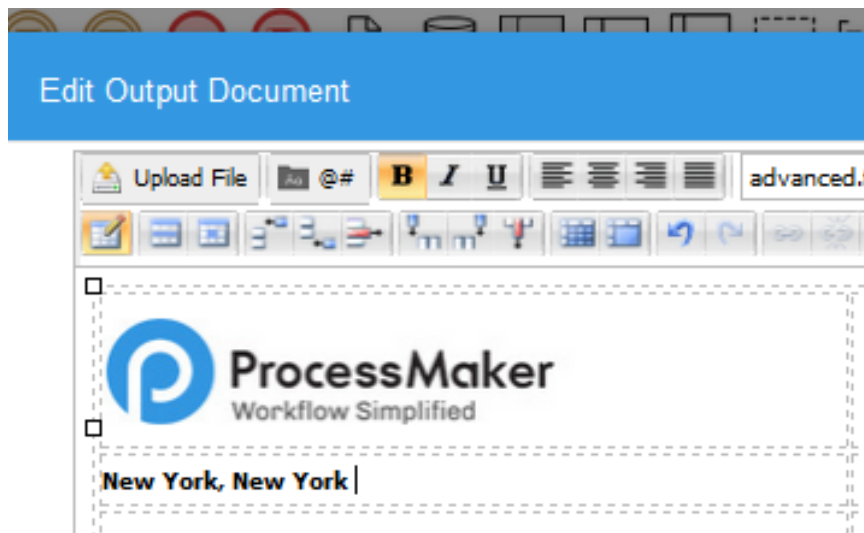 Edit Output Document
Upload File @# B I U advanced.
ProcessMaker
Workflow Simplified
New York, New York